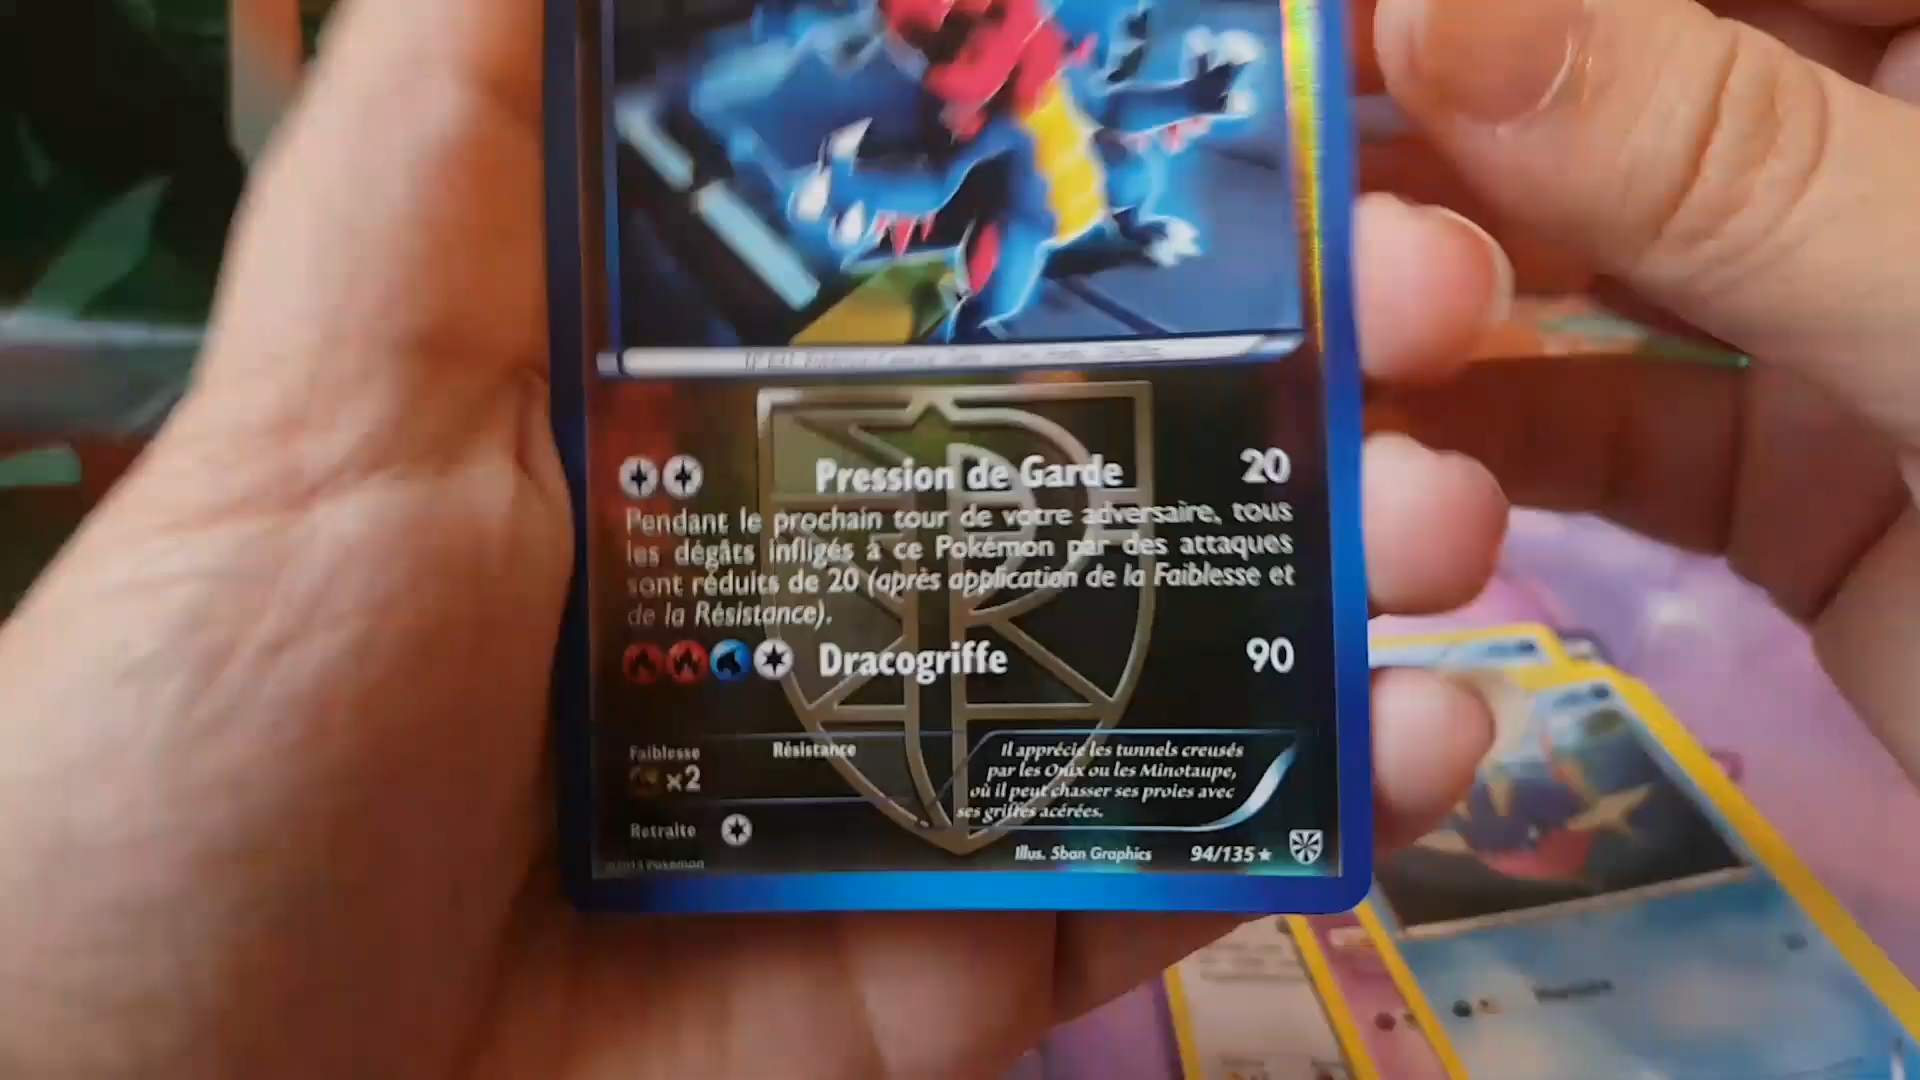 Pression de Garde 20
Pendant le prochain tour de votre adversaire, tous
les dégâts infligés à ce Pokémon par des attaques
sont réduits de 20 (après application de la Faiblesse et
de la Résistance).
Dracogriffe 90
Faiblesse
×2
Résistance
Retraite
Il apprécie les tunnels creusés
par les Onix ou les Minotaupe,
où il peut chasser ses proies avec
ses griffes acérées.
©2013 Pokémon
Illus. 5ban Graphics 94/135★